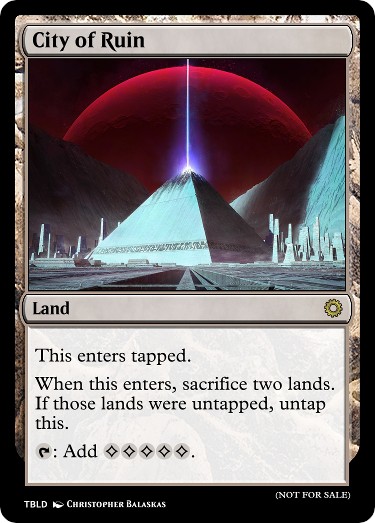 City of Ruin
Land
This enters tapped.
When this enters, sacrifice two lands.
If those lands were untapped, untap
this.
: Add .
TBLD Christopher Balaskas
(NOT FOR SALE)